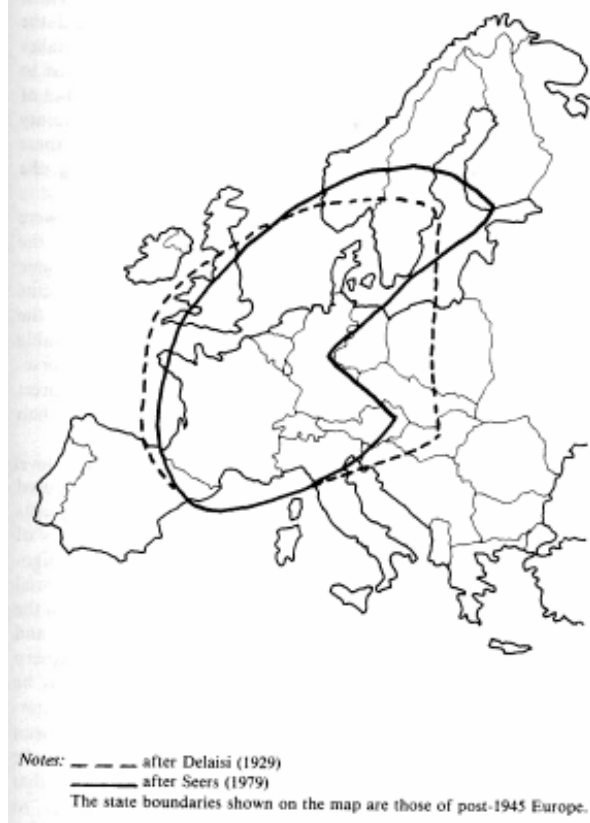 Notes: after Delaisi (1929)
after Seers (1979)
The state boundaries shown on the map are those of post-1945 Europe.